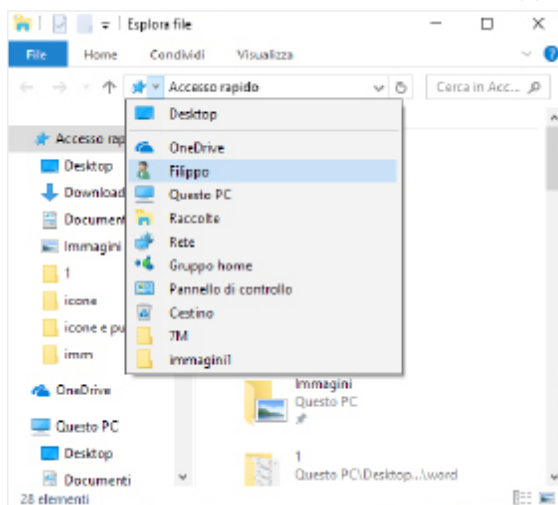 Esplora file
File Home Condividi Visualizza
Accesso rapido Cerca in Acc...
Desktop
OneDrive
Filippo
Questo PC
Raccolte
Rete
Gruppo home
Pannello di controllo
Cestino
7M
immagini1
Accesso rap
Desktop
Download
Document
Immagini
1
icone
icone e pu
imm
OneDrive
Questo PC
Desktop
Documenti
Immagini
Questo PC
1
Questo PC\Desktop...\word
28 elementi